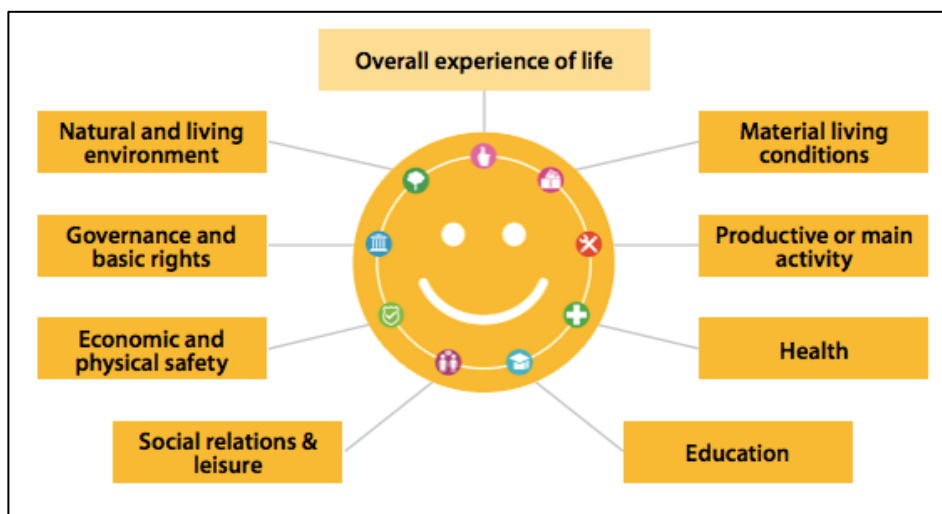 Overall experience of life
Natural and living
environment
Material living
conditions
Governance and
basic rights
Productive or main
activity
Economic and
physical safety
Health
Social relations &
leisure
Education